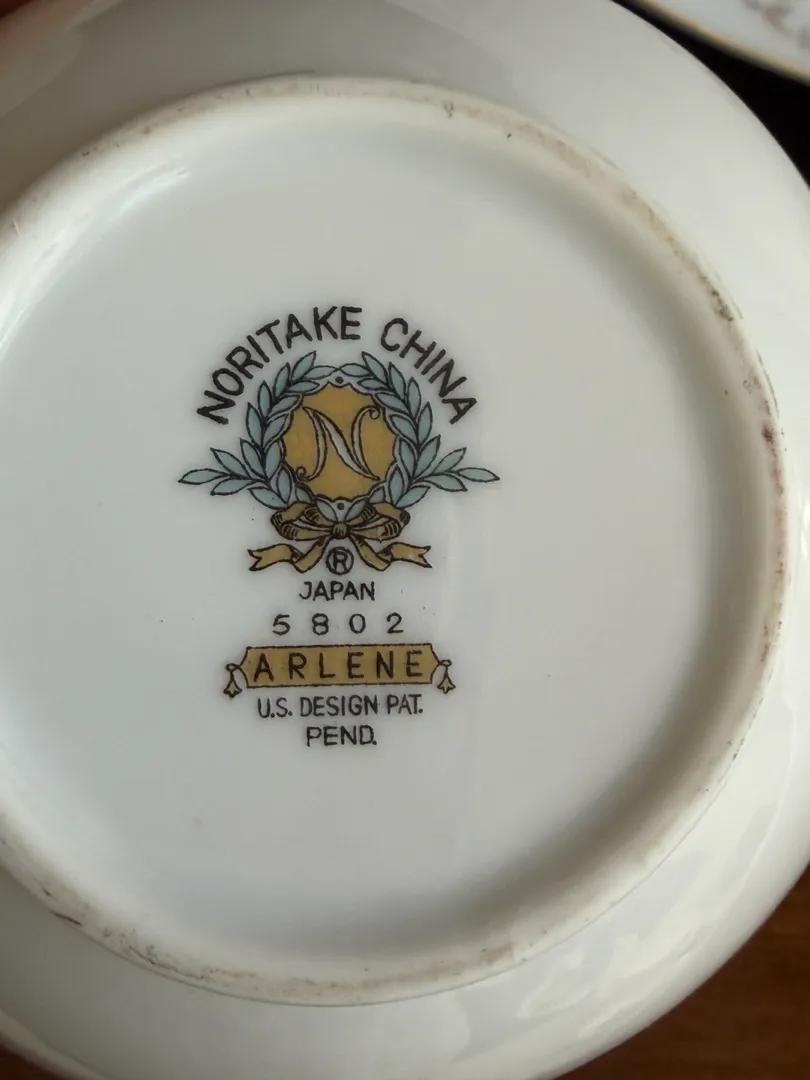 NORITAKE CHINA
N
®
JAPAN
5802
ARLENE
U.S. DESIGN PAT.
PEND.